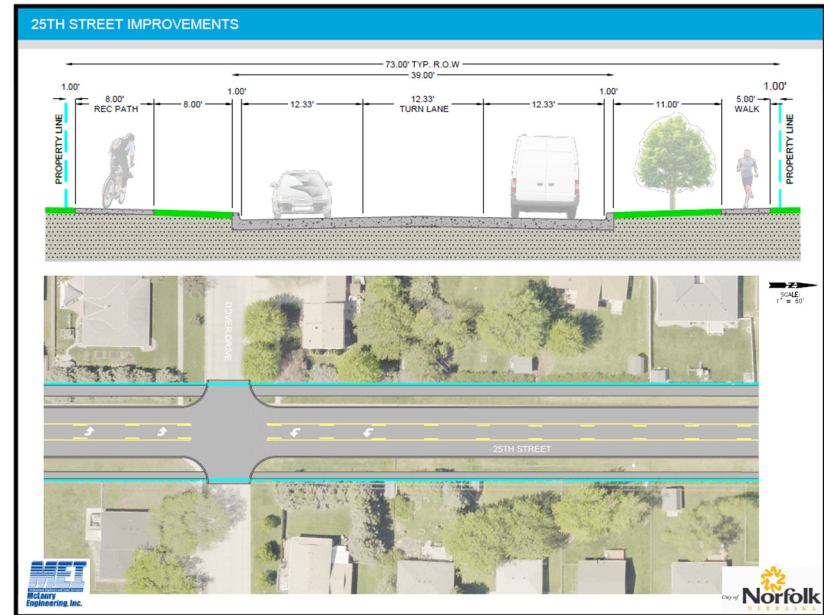 25TH STREET IMPROVEMENTS
73.00' TYP. R.O.W
39.00'
1.00'
8.00'
REC PATH
8.00'
1.00'
12.33'
12.33'
TURN LANE
12.33'
1.00'
11.00'
5.00'
WALK
1.00'
PROPERTY LINE
PROPERTY LINE
DOVER DRIVE
SCALE:
1" = 60'
25TH STREET
MEI
McLaury
Engineering, Inc.
City of Norfolk
NEBRASKA